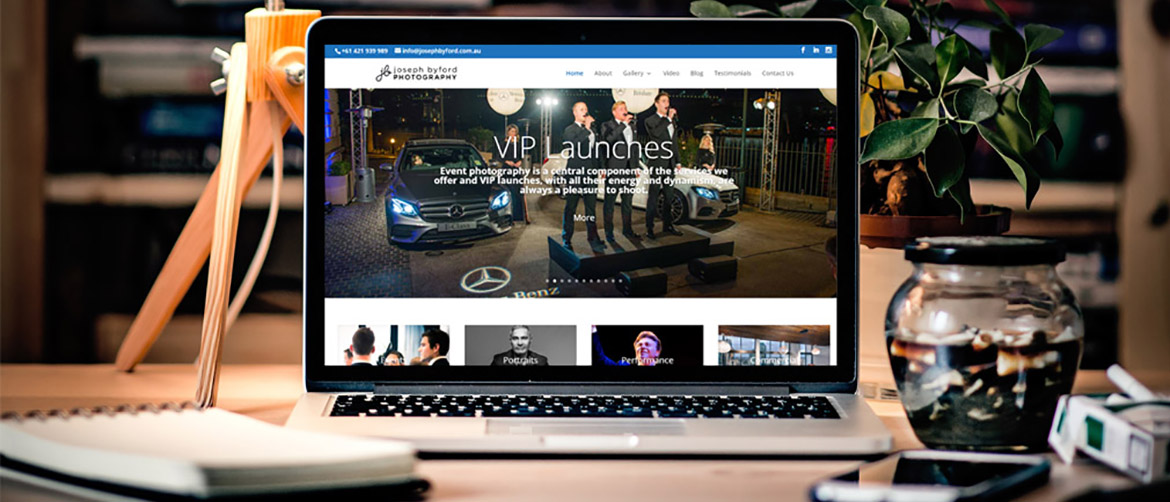 +61 421 939 989 info@josephbyford.com.au
joseph byford
PHOTOGRAPHY
Home About Gallery Video Blog Testimonials Contact Us
VIP Launches
Event photography is a central component of the services we
offer and VIP launches, with all their energy and dynamism, are
always a pleasure to shoot.
More
E-Class
Benz
Events Portraits Performance Commercial